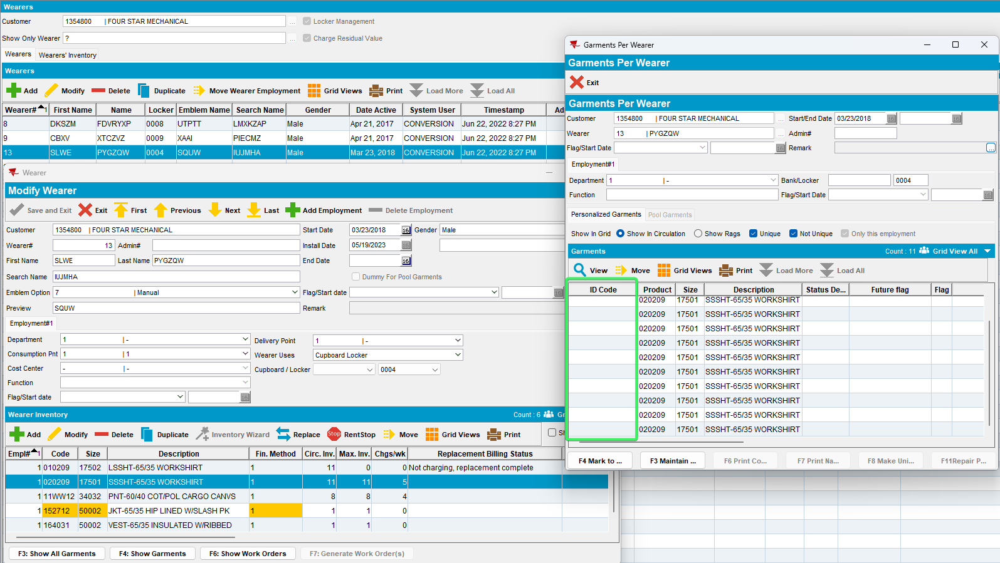 Wearers
Customer 1354800 | FOUR STAR MECHANICAL ... Locker Management
Show Only Wearer ? ... Charge Residual Value
Wearers Wearers' Inventory
Wearers
Add Modify Delete Duplicate Move Wearer Employment Grid Views Print Load More Load All
Wearer# 1 First Name Name Locker Emblem Name Search Name Gender Date Active System User Timestamp Ad
8 DKSZM FDVRYXP 0008 UTPTT LMXKZAP Male Apr 21, 2017 CONVERSION Jun 22, 2022 8:27 PM
9 CBXV XTCZVZ 0009 XAAI PIECMZ Male Apr 21, 2017 CONVERSION Jun 22, 2022 8:27 PM
13 SLWE PYGZQW 0004 SQUW IUJMHA Male Mar 23, 2018 CONVERSION Jun 22, 2022 8:27 PM
Wearer
Modify Wearer
Save and Exit Exit First Previous Next Last Add Employment Delete Employment
Customer 1354800 | FOUR STAR MECHANICAL Start Date 03/23/2018 16 Gender Male
Wearer# 13 Admin# Install Date 05/19/2023 16
First Name SLWE Last Name PYGZQW End Date 16
Search Name IUJMHA Dummy For Pool Garments
Emblem Option 7 | Manual Flag/Start date 16
Preview SQUW Remark
Employment#1
Department 1 | - Delivery Point 1 | -
Consumption Pnt 1 | 1 Wearer Uses Cupboard Locker
Cost Center - | - Cupboard / Locker 0004
Function
Flag/Start date 16
Wearer Inventory Count : 6 Gr
Add Modify Delete Duplicate Inventory Wizard Replace Stop RentStop Move Grid Views Print Sh
Empl# 1 Code Size Description Fin. Method Circ. Inv. Max. Inv. Chgs/wk Replacement Billing Status
1 010209 17502 LSSHT-65/35 WORKSHIRT 1 11 0 0 Not charging, replacement complete
1 020209 17501 SSSHT-65/35 WORKSHIRT 1 11 11 5
1 11WW12 34032 PNT-60/40 COT/POL CARGO CANVS 1 8 8 4
1 152712 50002 JKT-65/35 HIP LINED W/SLASH PK 1 1 1 0
1 164031 50002 VEST-65/35 INSULATED W/RIBBED 1 1 1 0
F3: Show All Garments F4: Show Garments F6: Show Work Orders F7: Generate Work Order(s)
Garments Per Wearer
Garments Per Wearer
Exit
Garments Per Wearer
Customer 1354800 | FOUR STAR MECHANICAL ... Start/End Date 03/23/2018 16 16
Wearer 13 | PYGZQW ... Admin#
Flag/Start Date 16 Remark ...
Employment#1
Department 1 | - Bank/Locker 0004
Function Flag/Start Date 16
Personalized Garments Pool Garments
Show In Grid Show In Circulation Show Rags Unique Not Unique Only this employment
Garments Count : 11 Grid View All
View Move Grid Views Print Load More Load All
ID Code Product Size Description Status De... Future flag Flag
020209 17501 SSSHT-65/35 WORKSHIRT
020209 17501 SSSHT-65/35 WORKSHIRT
020209 17501 SSSHT-65/35 WORKSHIRT
020209 17501 SSSHT-65/35 WORKSHIRT
020209 17501 SSSHT-65/35 WORKSHIRT
020209 17501 SSSHT-65/35 WORKSHIRT
020209 17501 SSSHT-65/35 WORKSHIRT
020209 17501 SSSHT-65/35 WORKSHIRT
020209 17501 SSSHT-65/35 WORKSHIRT
020209 17501 SSSHT-65/35 WORKSHIRT
F4 Mark to ... F3 Maintain ... F6 Print Co... F7 Print Na... F8 Make Uni... F11Repair P...